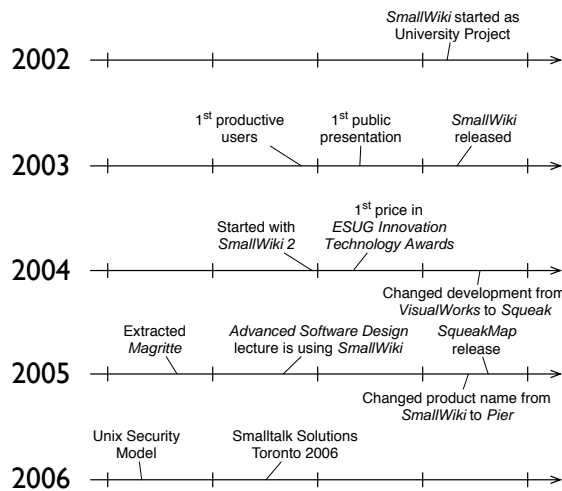 SmallWiki started as
University Project
2002
1st productive
users
1st public
presentation
SmallWiki
released
2003
Started with
SmallWiki 2
1st price in
ESUG Innovation
Technology Awards
2004
Changed development from
VisualWorks to Squeak
Extracted
Magritte
Advanced Software Design
lecture is using SmallWiki
SqueakMap
release
2005
Changed product name from
SmallWiki to Pier
Unix Security
Model
Smalltalk Solutions
Toronto 2006
2006